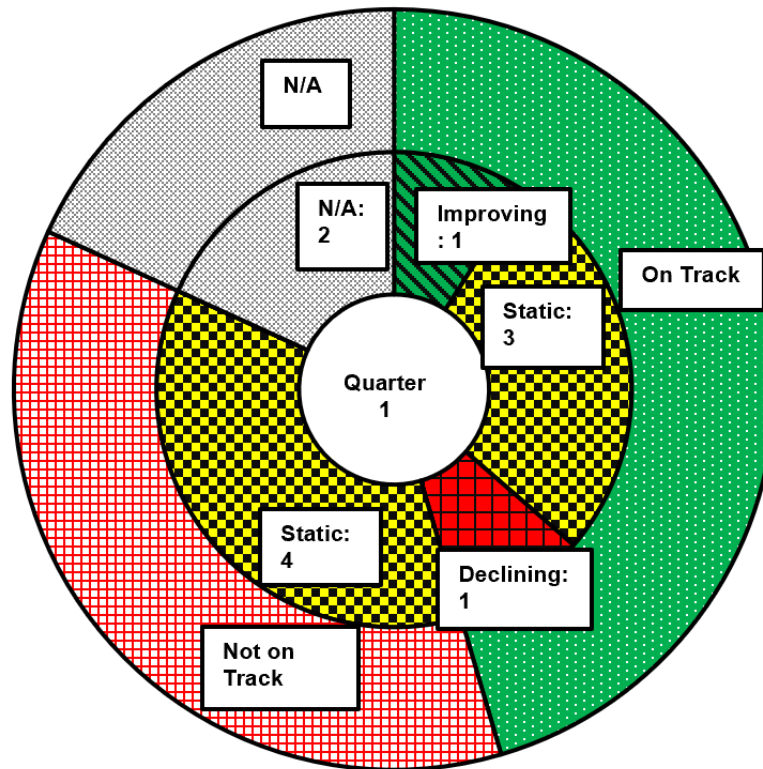 N/A
N/A:
2
Improving
: 1
On Track
Static:
3
Quarter
1
Static:
4
Declining:
1
Not on
Track